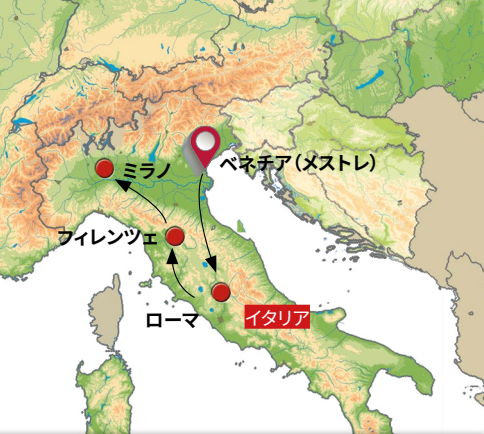 ミラノ
ベネチア（メストレ）
フィレンツェ
ローマ
イタリア